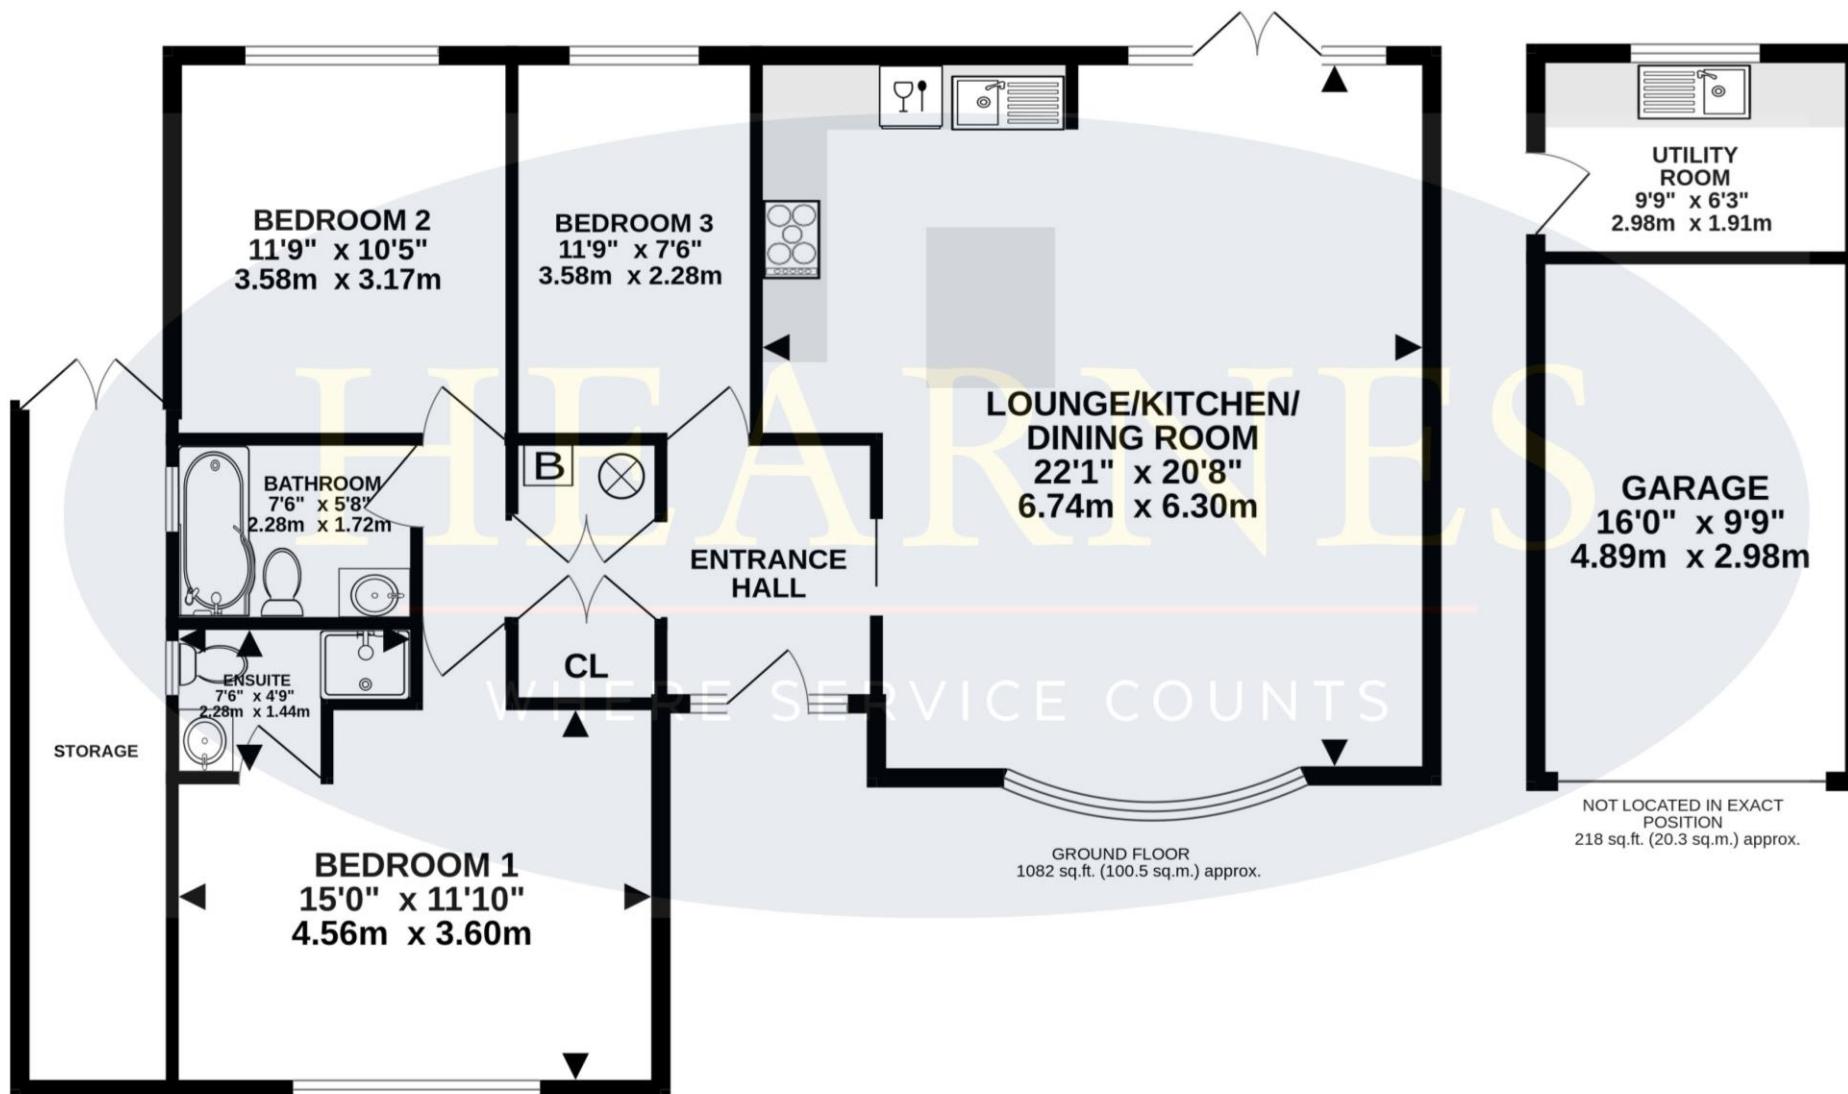 BEDROOM 2
11'9" x 10'5"
3.58m x 3.17m
BEDROOM 3
11'9" x 7'6"
3.58m x 2.28m
LOUNGE/KITCHEN/
DINING ROOM
22'1" x 20'8"
6.74m x 6.30m
UTILITY
ROOM
9'9" x 6'3"
2.98m x 1.91m
BATHROOM
7'6" x 5'8"
2.28m x 1.72m
B
ENTRANCE
HALL
GARAGE
16'0" x 9'9"
4.89m x 2.98m
HEARNES
WHERE SERVICE COUNTS
CL
ENSUITE
7'6" x 4'9"
2.28m x 1.44m
STORAGE
BEDROOM 1
15'0" x 11'10"
4.56m x 3.60m
GROUND FLOOR
1082 sq.ft. (100.5 sq.m.) approx.
NOT LOCATED IN EXACT
POSITION
218 sq.ft. (20.3 sq.m.) approx.